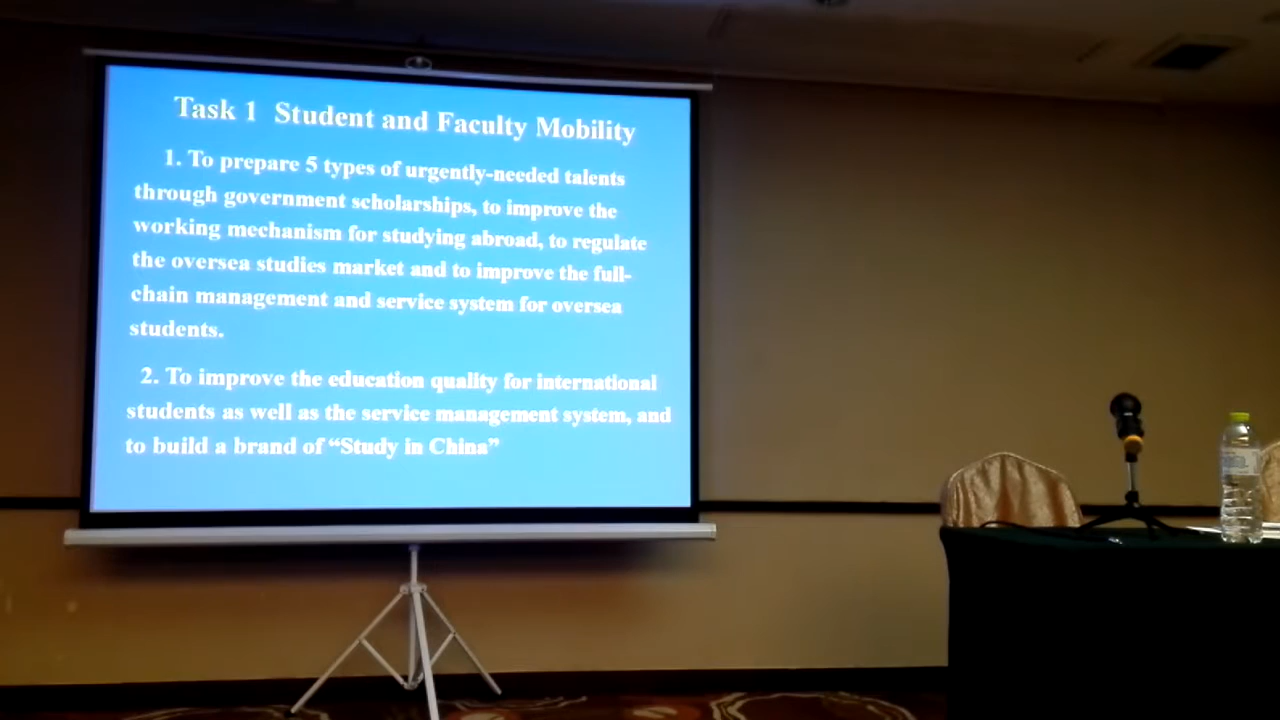 Task 1 Student and Faculty Mobility
1. To prepare 5 types of urgently-needed talents
through government scholarships, to improve the
working mechanism for studying abroad, to regulate
the oversea studies market and to improve the full-
chain management and service system for oversea
students.
2. To improve the education quality for international
students as well as the service management system, and
to build a brand of “Study in China”